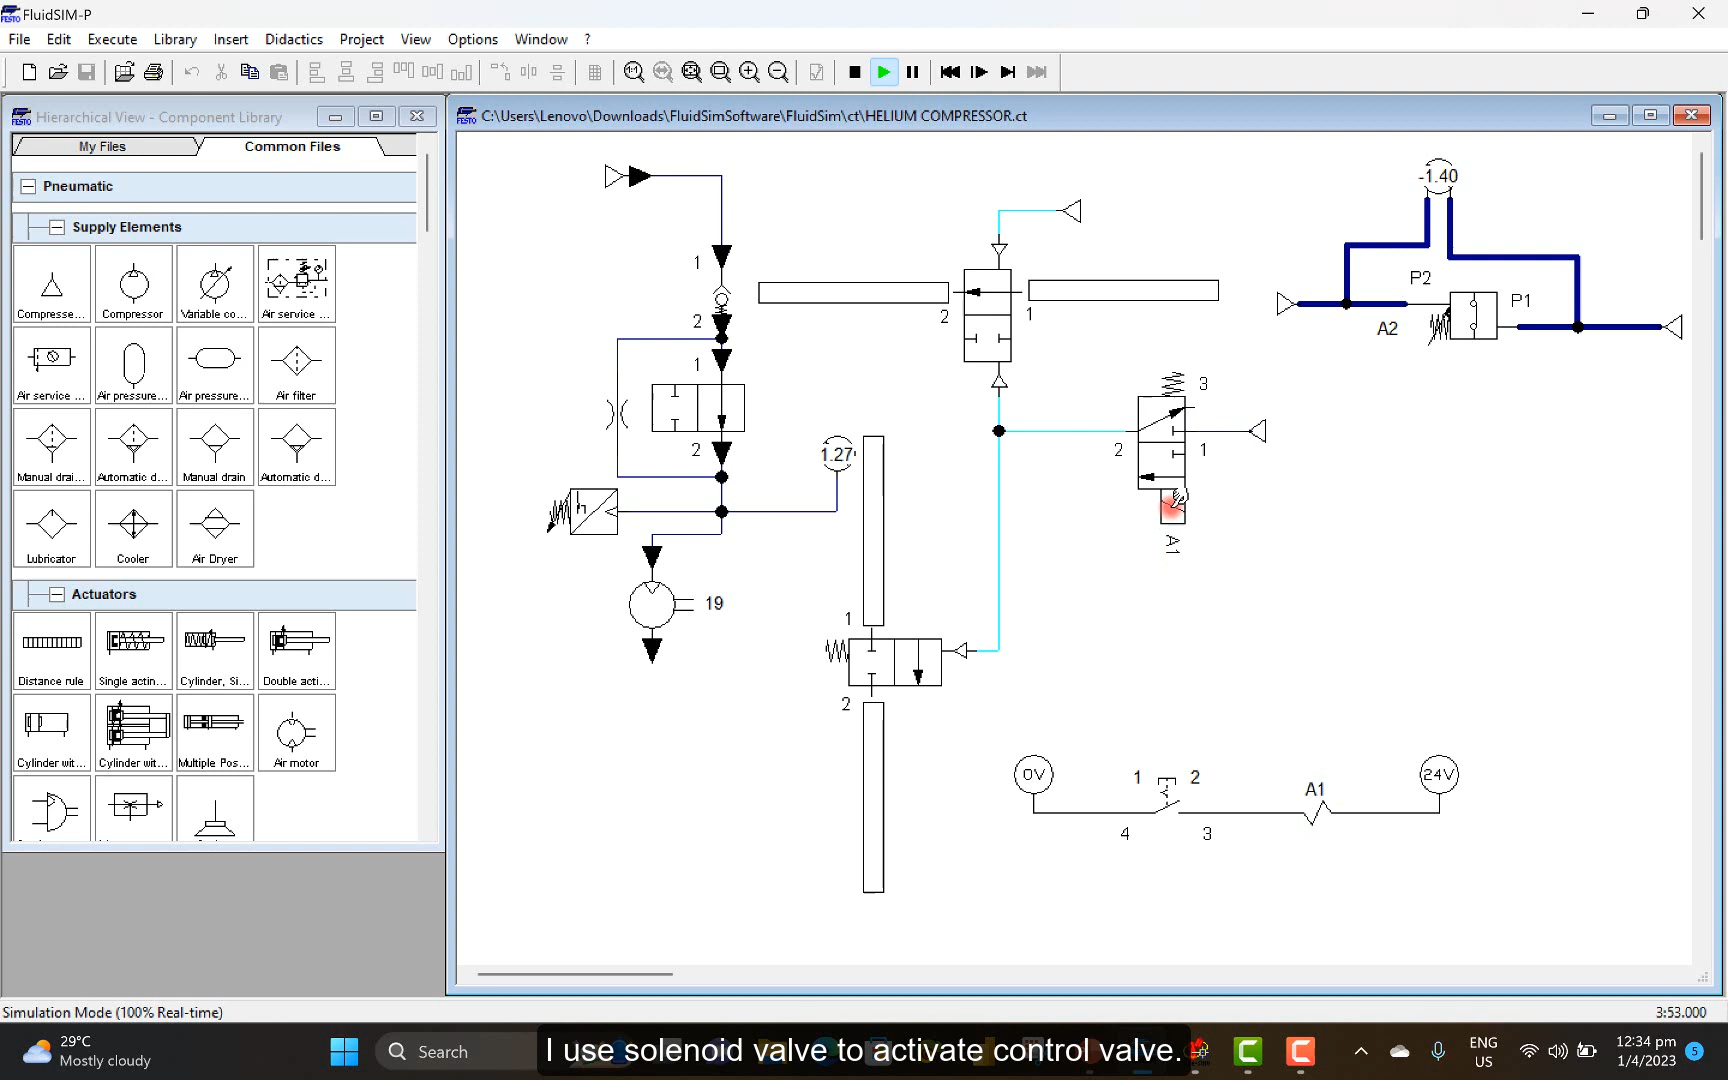 FluidSIM-P
File Edit Execute Library Insert Didactics Project View Options Window ?
Hierarchical View - Component Library
My Files Common Files
Pneumatic
Supply Elements
Compresse... Compressor Variable co... Air service ...
Air service ... Air pressure... Air pressure... Air filter
Manual drai... Automatic d... Manual drain Automatic d...
Lubricator Cooler Air Dryer
Actuators
Distance rule Single actin... Cylinder, Si... Double acti...
Cylinder wit... Cylinder wit... Multiple Pos... Air motor
C:\Users\Lenovo\Downloads\FluidSimSoftware\FluidSim\ct\HELIUM COMPRESSOR.ct
-1.40
1
P2
P1
2
2
1
A2
1
3
2
1
2
1.27
A1
19
1
2
0V
1 2
A1
24V
4 3
Simulation Mode (100% Real-time)
3:53.000
29°C
Mostly cloudy
Search
I use solenoid valve to activate control valve.
ENG
US
12:34 pm
1/4/2023
5